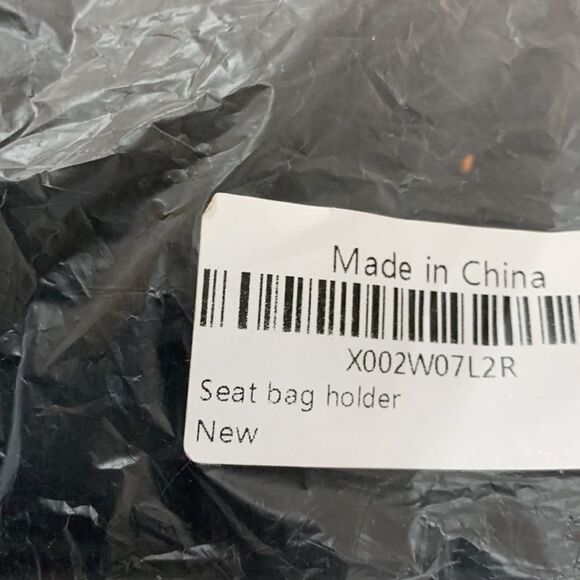 Made in China
X002W07L2R
Seat bag holder
New